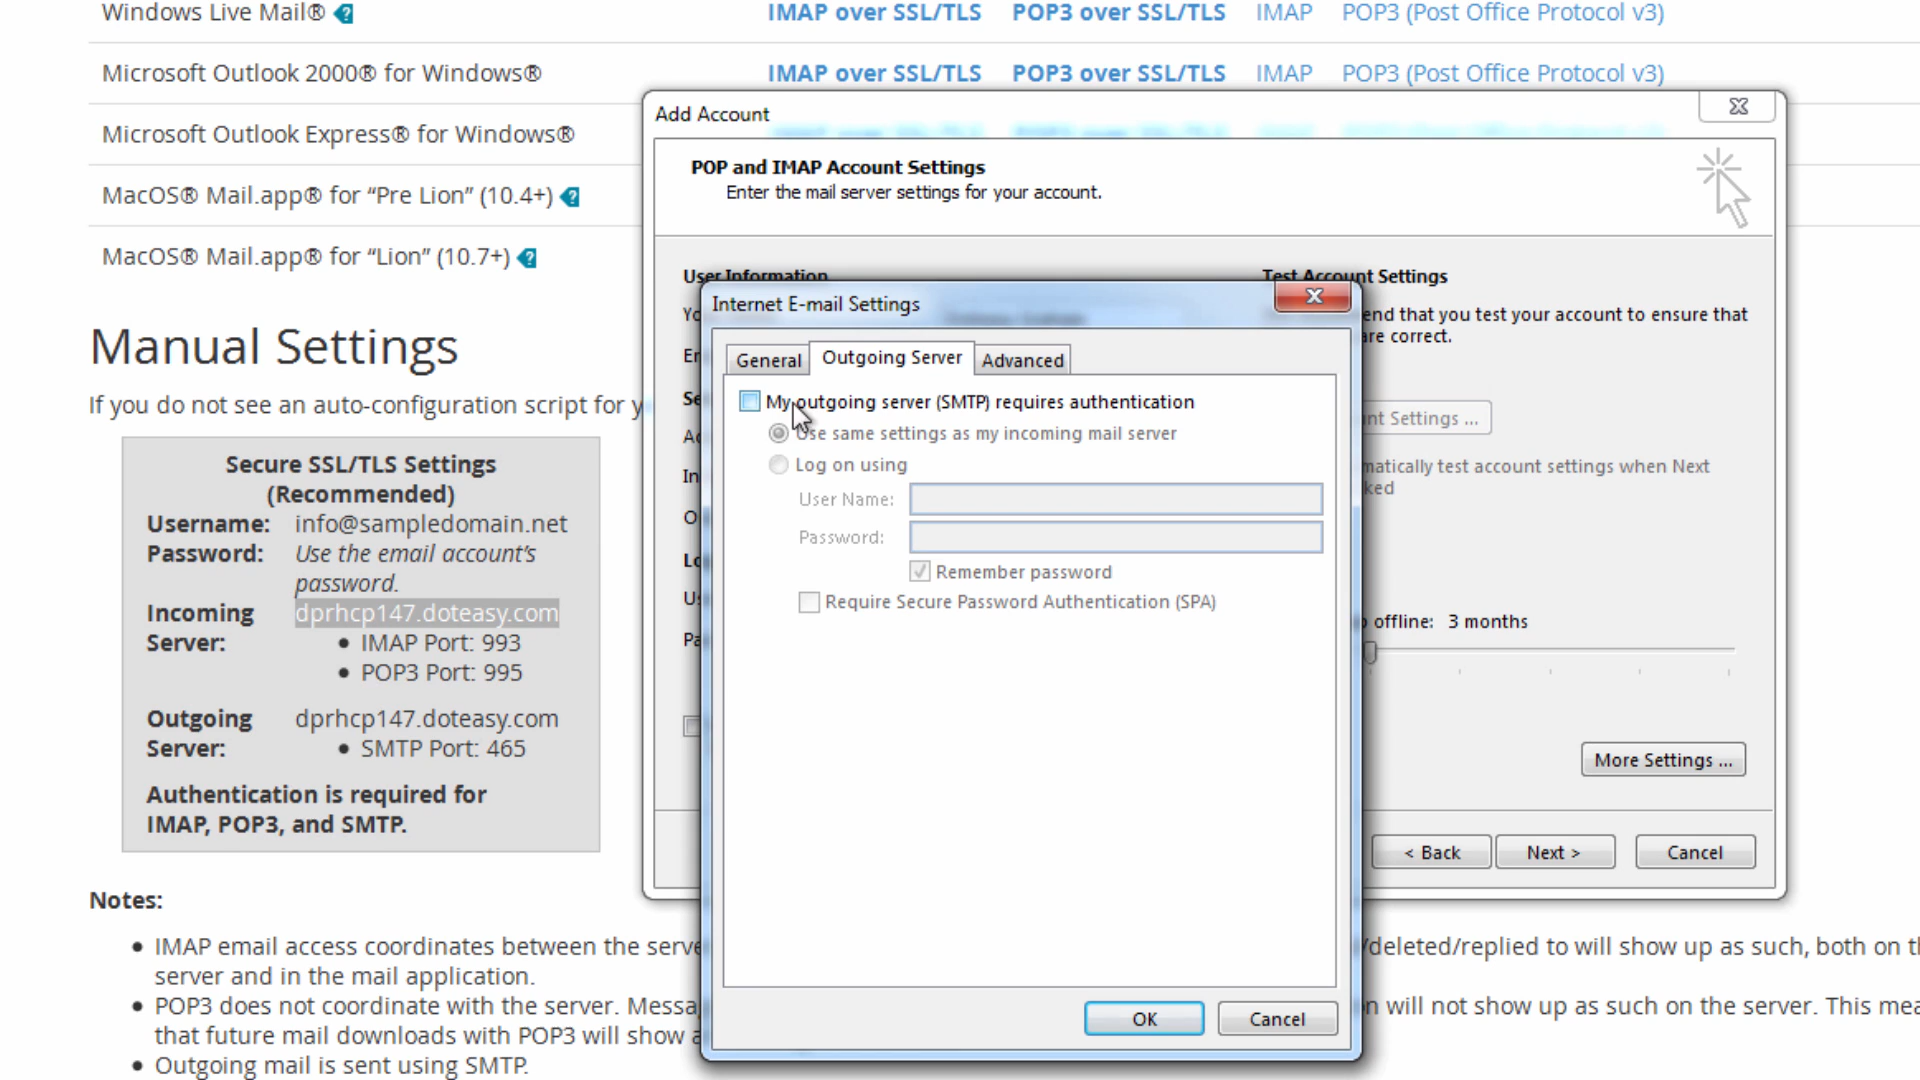 Windows Live Mail® ?
IMAP over SSL/TLS POP3 over SSL/TLS IMAP POP3 (Post Office Protocol v3)
Microsoft Outlook 2000® for Windows®
IMAP over SSL/TLS POP3 over SSL/TLS IMAP POP3 (Post Office Protocol v3)
Microsoft Outlook Express® for Windows®
MacOS® Mail.app® for “Pre Lion” (10.4+) ?
MacOS® Mail.app® for “Lion” (10.7+) ?
Manual Settings
If you do not see an auto-configuration script for y
Secure SSL/TLS Settings
(Recommended)
Username: info@sampledomain.net
Password: Use the email account's
password.
Incoming dprhcp147.doteasy.com
Server: • IMAP Port: 993
• POP3 Port: 995
Outgoing dprhcp147.doteasy.com
Server: • SMTP Port: 465
Authentication is required for
IMAP, POP3, and SMTP.
Notes:
• IMAP email access coordinates between the serve
/deleted/replied to will show up as such, both on th
server and in the mail application.
• POP3 does not coordinate with the server. Messa
n will not show up as such on the server. This mea
that future mail downloads with POP3 will show a
• Outgoing mail is sent using SMTP.
Add Account
POP and IMAP Account Settings
Enter the mail server settings for your account.
User Information
Test Account Settings
end that you test your account to ensure that
are correct.
nt Settings ...
matically test account settings when Next
ked
offline: 3 months
More Settings ...
< Back Next > Cancel
Internet E-mail Settings
General Outgoing Server Advanced
My outgoing server (SMTP) requires authentication
Use same settings as my incoming mail server
Log on using
User Name:
Password:
Remember password
Require Secure Password Authentication (SPA)
OK Cancel